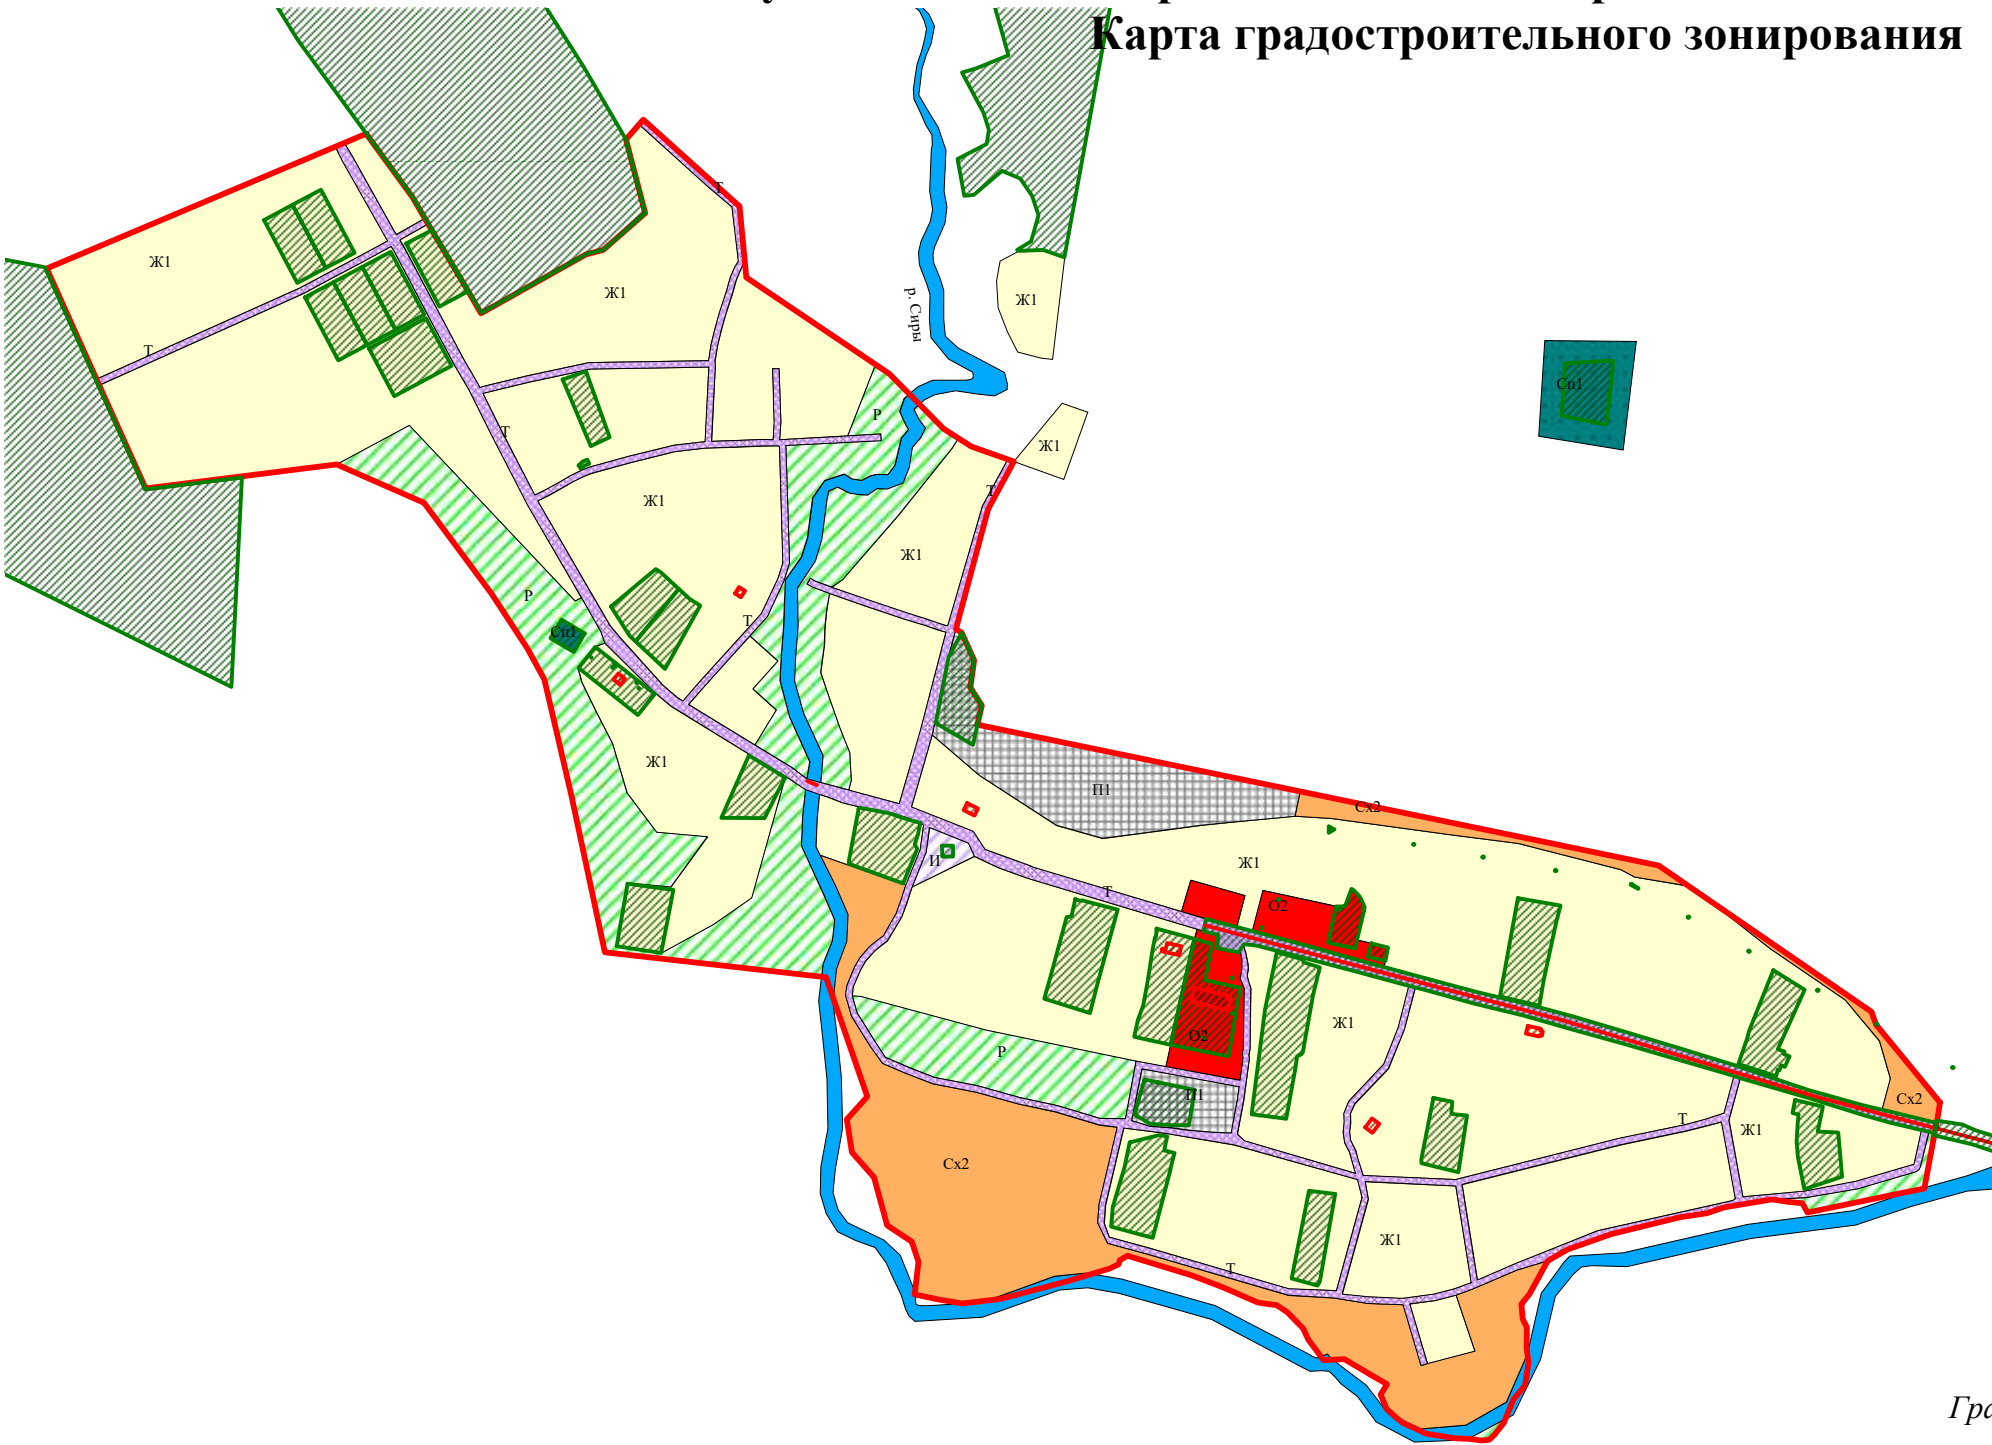 Карта градостроительного зонирования
Т
Ж1
Ж1
р. Сиры
Ж1
Т
Сп1
Р
Т
Ж1
Т
Ж1
Ж1
Р
Т
Сп1
Ж1
П1
Сх2
И
Ж1
Т
О2
Ж1
О2
Р
П1
Сх2
Т
Ж1
Сх2
Ж1
Т
Гра